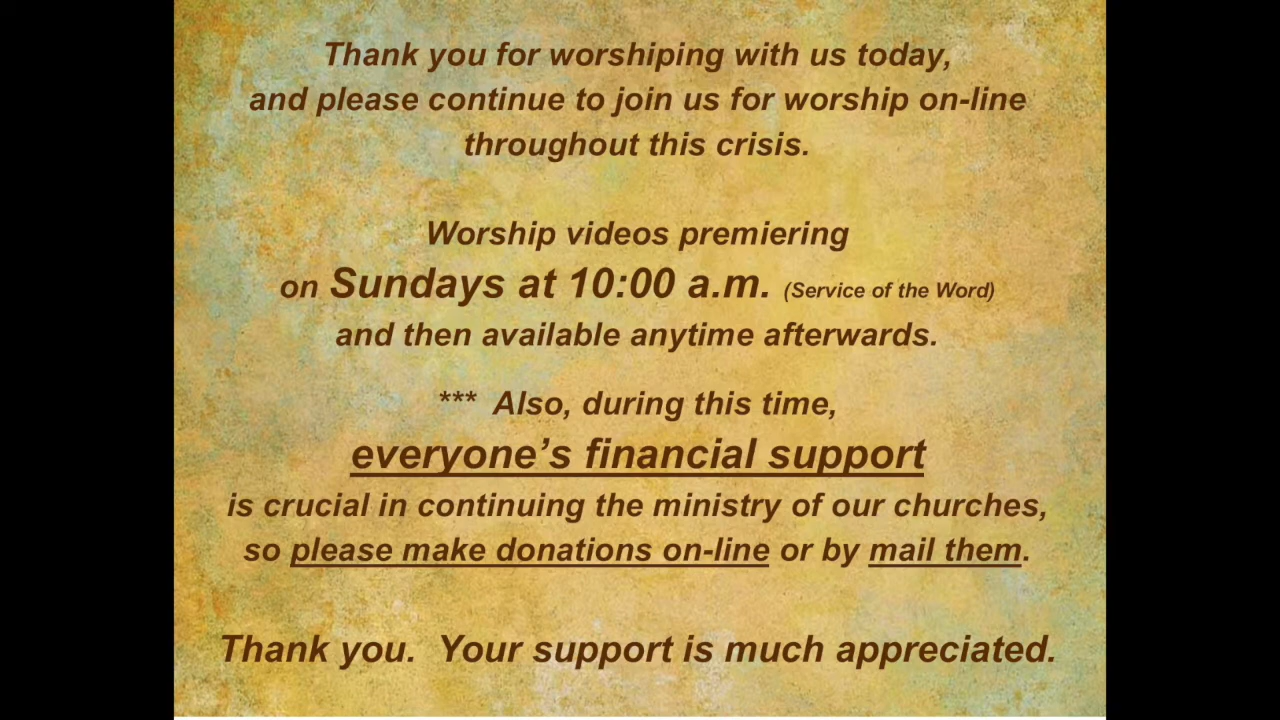 Thank you for worshiping with us today,
and please continue to join us for worship on-line
throughout this crisis.
Worship videos premiering
on Sundays at 10:00 a.m. (Service of the Word)
and then available anytime afterwards.
*** Also, during this time,
everyone’s financial support
is crucial in continuing the ministry of our churches,
so please make donations on-line or by mail them.
Thank you. Your support is much appreciated.